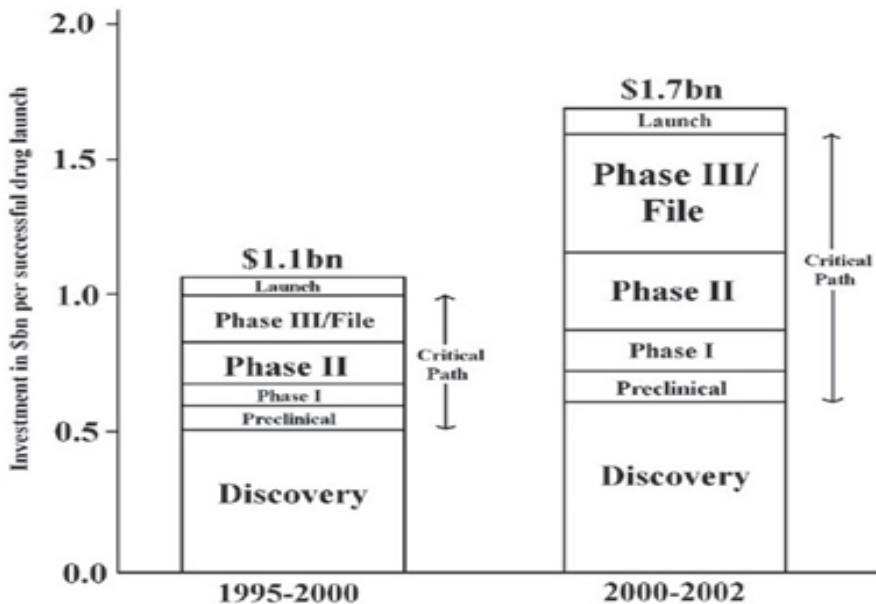 Investment in $bn per successful drug launch
2.0
1.5
1.0
0.5
0.0
$1.1bn
Launch
Phase III/File
Phase II
Phase I
Preclinical
Discovery
Critical
Path
1995-2000
$1.7bn
Launch
Phase III/
File
Phase II
Phase I
Preclinical
Discovery
Critical
Path
2000-2002